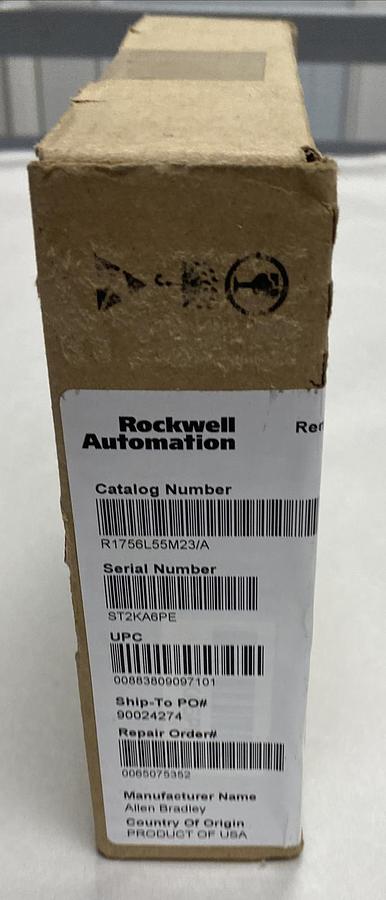 Rockwell
Automation
Catalog Number
R1756L55M23/A
Serial Number
ST2KA6PE
UPC
00883809097101
Ship-To PO#
90024274
Repair Order#
0065075352
Manufacturer Name
Allen Bradley
Country Of Origin
PRODUCT OF USA